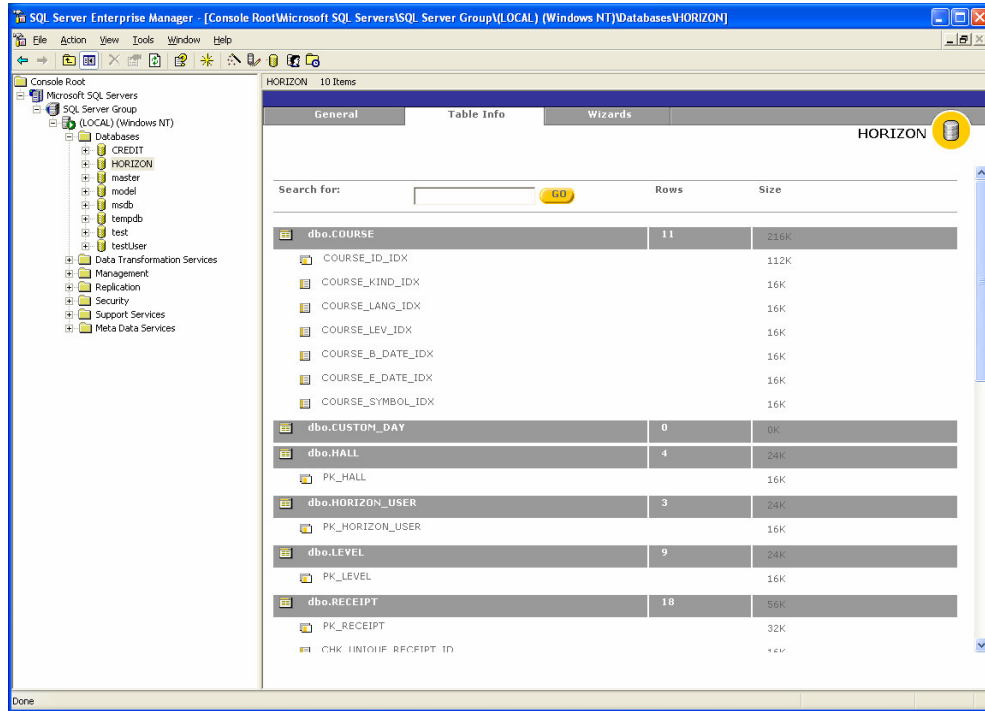 SQL Server Enterprise Manager - [Console Root\Microsoft SQL Servers\SQL Server Group\(LOCAL) (Windows NT)\Databases\HORIZON]
File Action View Tools Window Help
Console Root
Microsoft SQL Servers
SQL Server Group
(LOCAL) (Windows NT)
Databases
CREDIT
HORIZON
master
model
msdb
tempdb
test
testUser
Data Transformation Services
Management
Replication
Security
Support Services
Meta Data Services
HORIZON 10 Items
General Table Info Wizards
HORIZON
Search for: GO Rows Size
dbo.COURSE 11 216K
COURSE_ID_IDX 112K
COURSE_KIND_IDX 16K
COURSE_LANG_IDX 16K
COURSE_LEV_IDX 16K
COURSE_B_DATE_IDX 16K
COURSE_E_DATE_IDX 16K
COURSE_SYMBOL_IDX 16K
dbo.CUSTOM_DAY 0 0K
dbo.HALL 4 24K
PK_HALL 16K
dbo.HORIZON_USER 3 24K
PK_HORIZON_USER 16K
dbo.LEVEL 9 24K
PK_LEVEL 16K
dbo.RECEIPT 18 56K
PK_RECEIPT 32K
CHK_UNIQUE_RECEIPT_ID 16K
Done